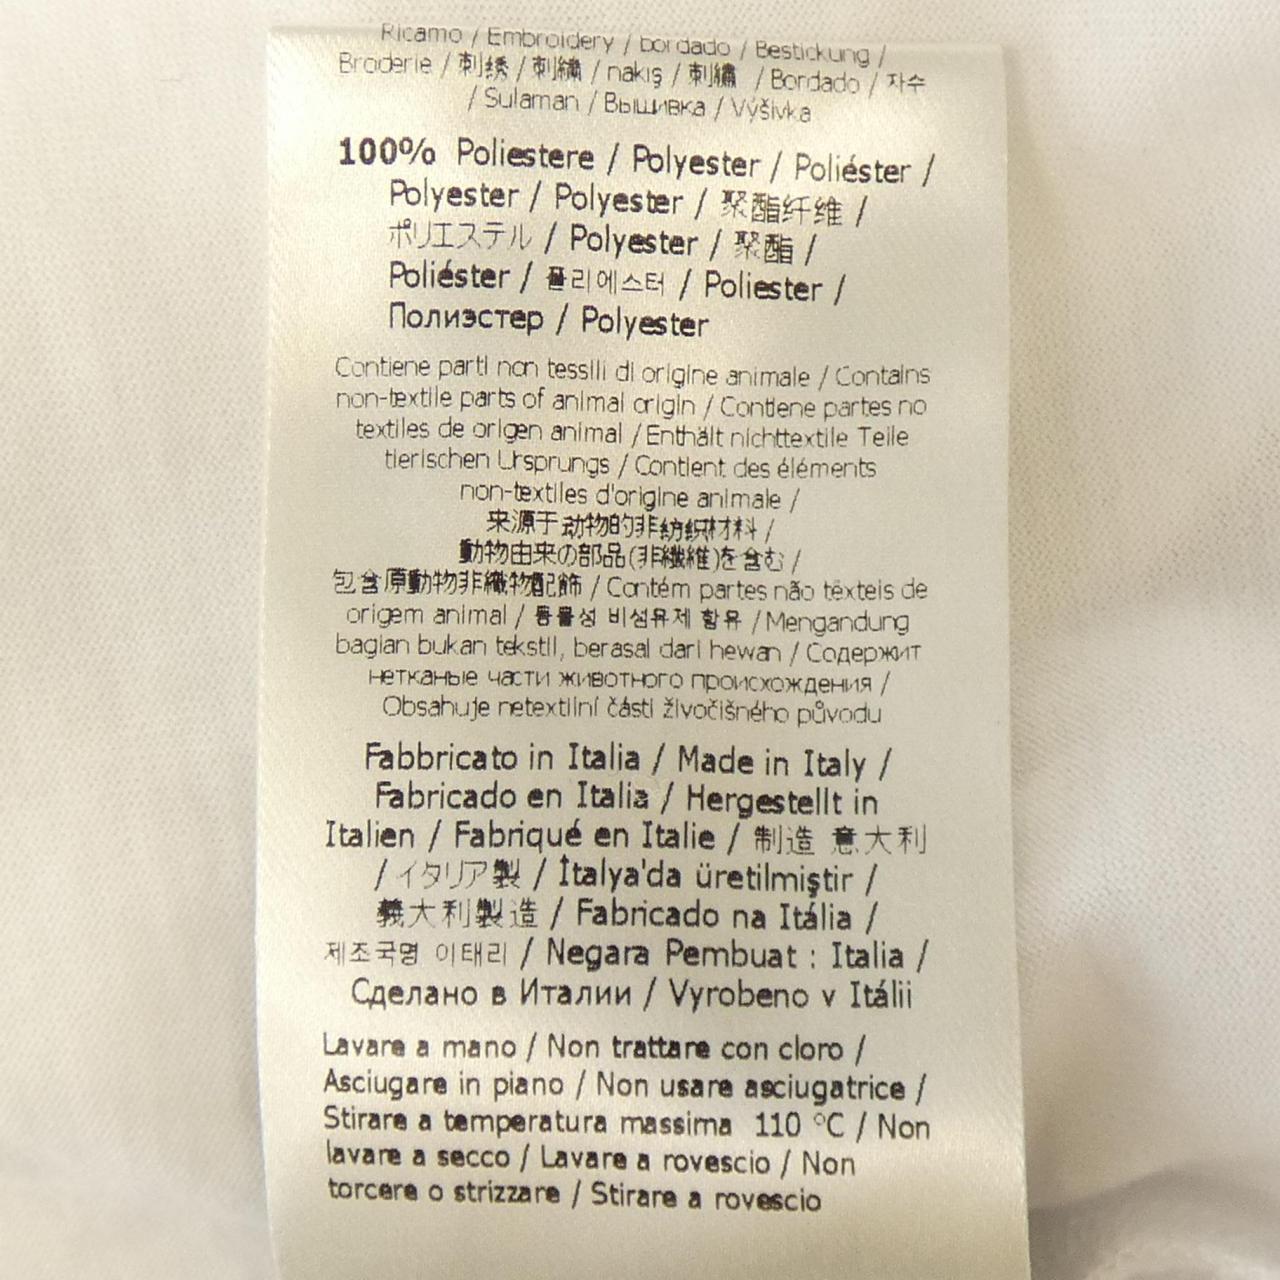 Ricamo / Embroidery / bordado / Bestickung /
Broderie / 刺绣 / 刺繍 / nakış / 刺繡 / Bordado / 자수
/ Sulaman / Вышивка / Výšivka
100% Poliestere / Polyester / Poliéster /
Polyester / Polyester / 聚酯纤维 /
ポリエステル / Polyester / 聚酯 /
Poliéster / 폴리에스터 / Poliester /
Полиэстер / Polyester
Contiene parti non tessili di origine animale / Contains
non-textile parts of animal origin / Contiene partes no
textiles de origen animal / Enthält nichttextile Teile
tierischen Ursprungs / Contient des éléments
non-textiles d'origine animale /
来源于动物的非纺织材料 /
動物由来の部品(非繊維)を含む /
包含原動物非織物配飾 / Contém partes não têxteis de
origem animal / 동물성 비섬유제 함유 / Mengandung
bagian bukan tekstil, berasal dari hewan / Содержит
нетканые части животного происхождения /
Obsahuje netextilní části živočišného původu
Fabbricato in Italia / Made in Italy /
Fabricado en Italia / Hergestellt in
Italien / Fabriqué en Italie / 制造 意大利
/ イタリア製 / İtalya'da üretilmiştir /
義大利製造 / Fabricado na Itália /
제조국명 이태리 / Negara Pembuat : Italia /
Сделано в Италии / Vyrobeno v Itálii
Lavare a mano / Non trattare con cloro /
Asciugare in piano / Non usare asciugatrice /
Stirare a temperatura massima 110 °C / Non
lavare a secco / Lavare a rovescio / Non
torcere o strizzare / Stirare a rovescio